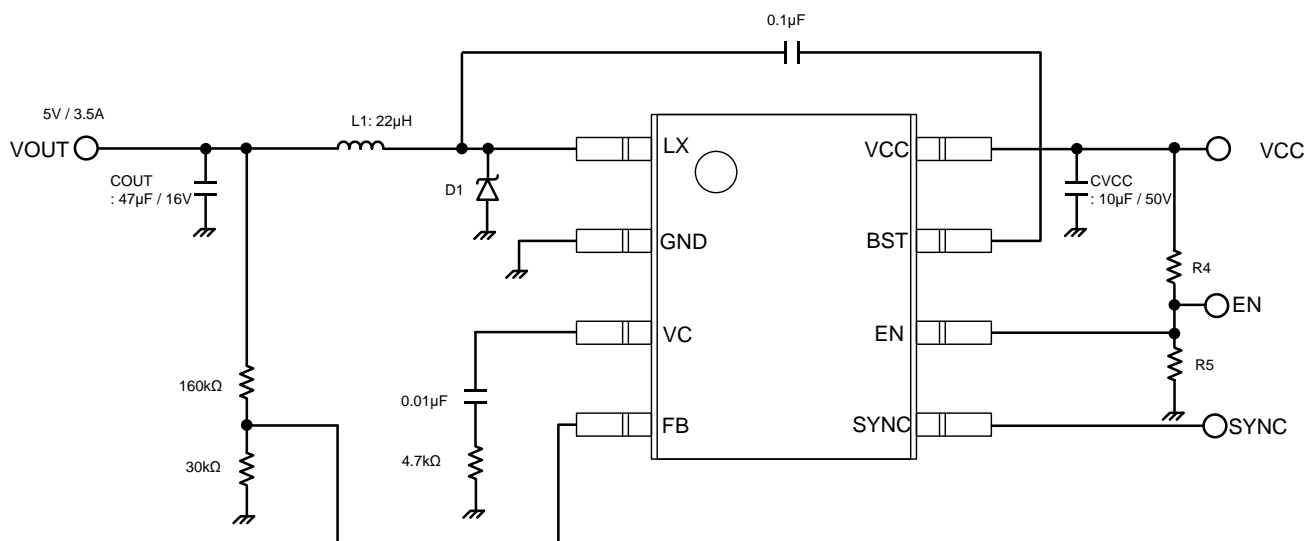 0.1µF
5V / 3.5A
L1: 22µH
VOUT
LX
VCC
VCC
COUT
: 47µF / 16V
D1
CVCC
: 10µF / 50V
GND
BST
R4
EN
VC
EN
R5
160kΩ
0.01µF
FB
SYNC
SYNC
30kΩ
4.7kΩ